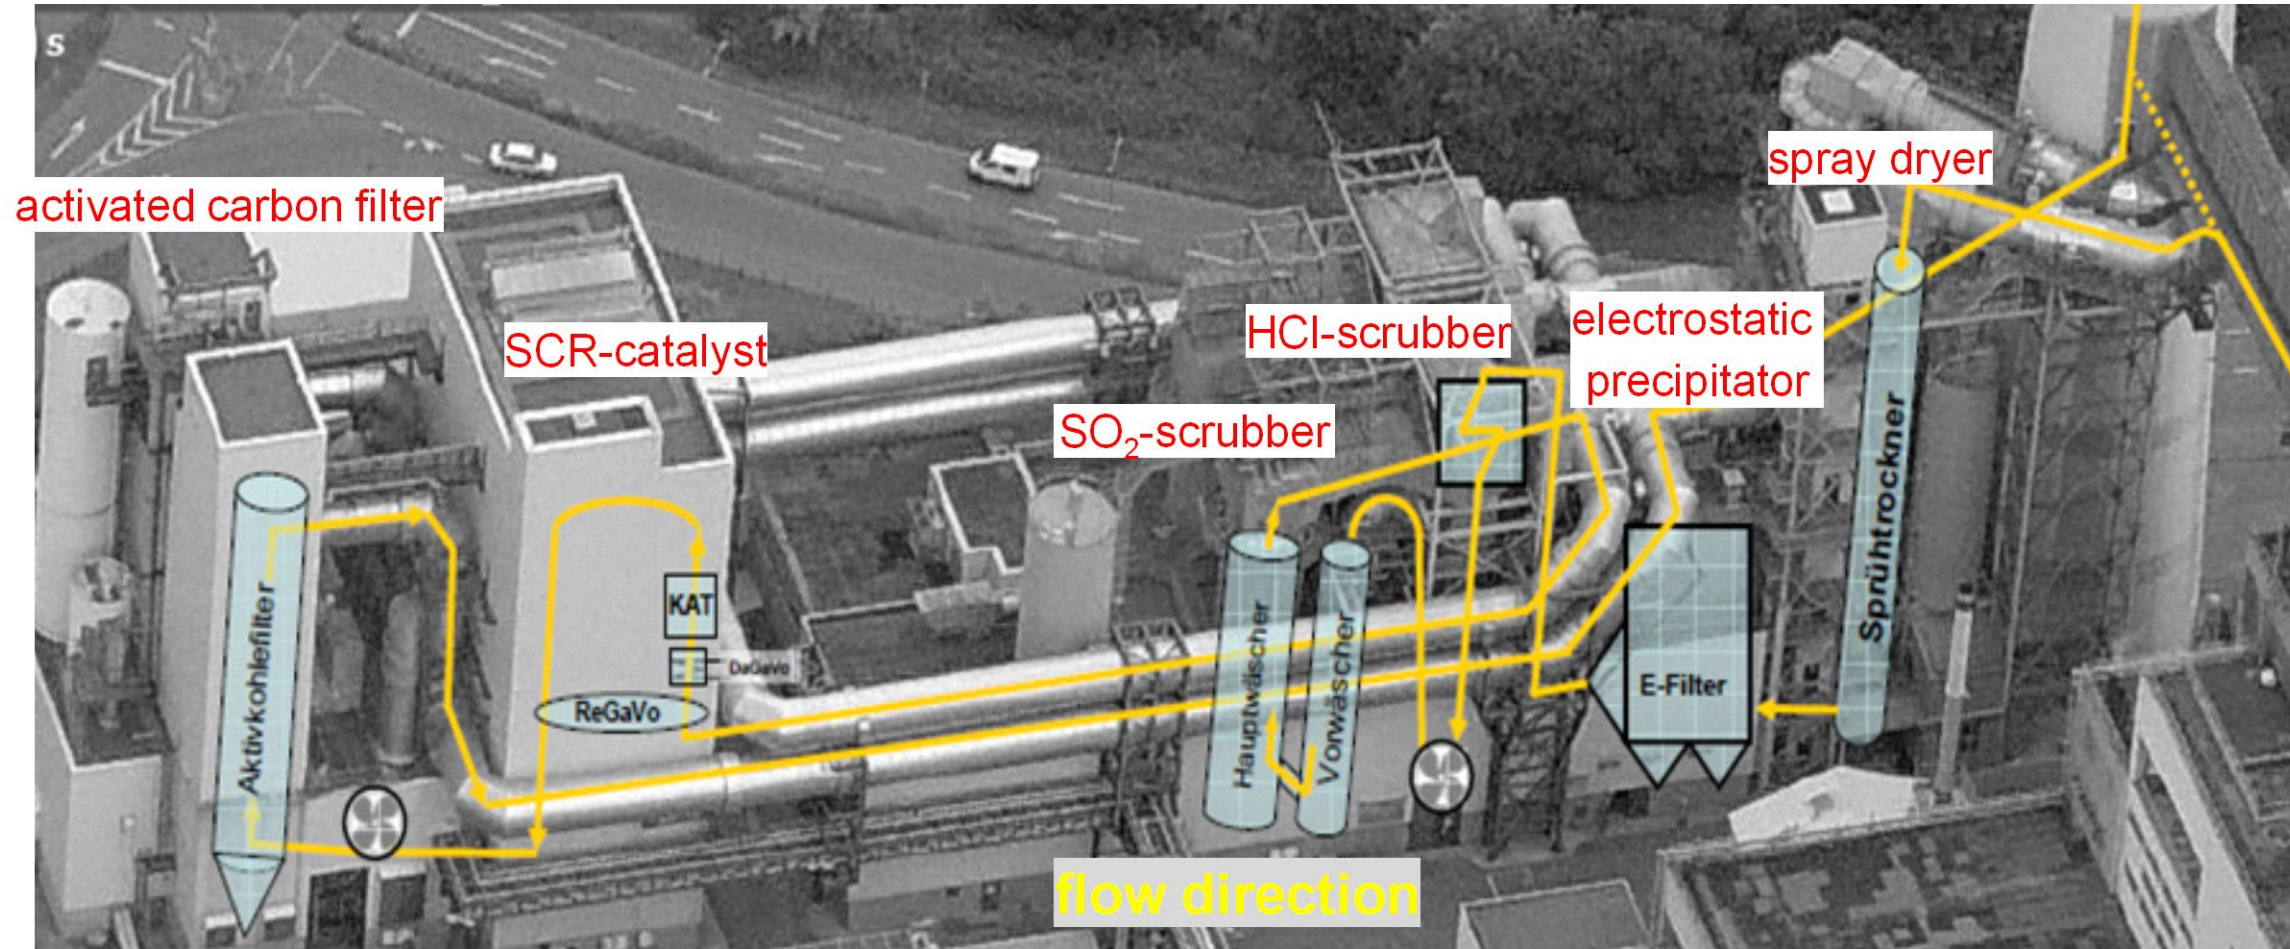 s
spray dryer
activated carbon filter
electrostatic
precipitator
HCl-scrubber
SCR-catalyst
SO₂-scrubber
Sprühtrockner
Aktivkohlefilter
KAT
DaGaVo
ReGaVo
Hauptwäscher
Vorwäscher
E-Filter
flow direction